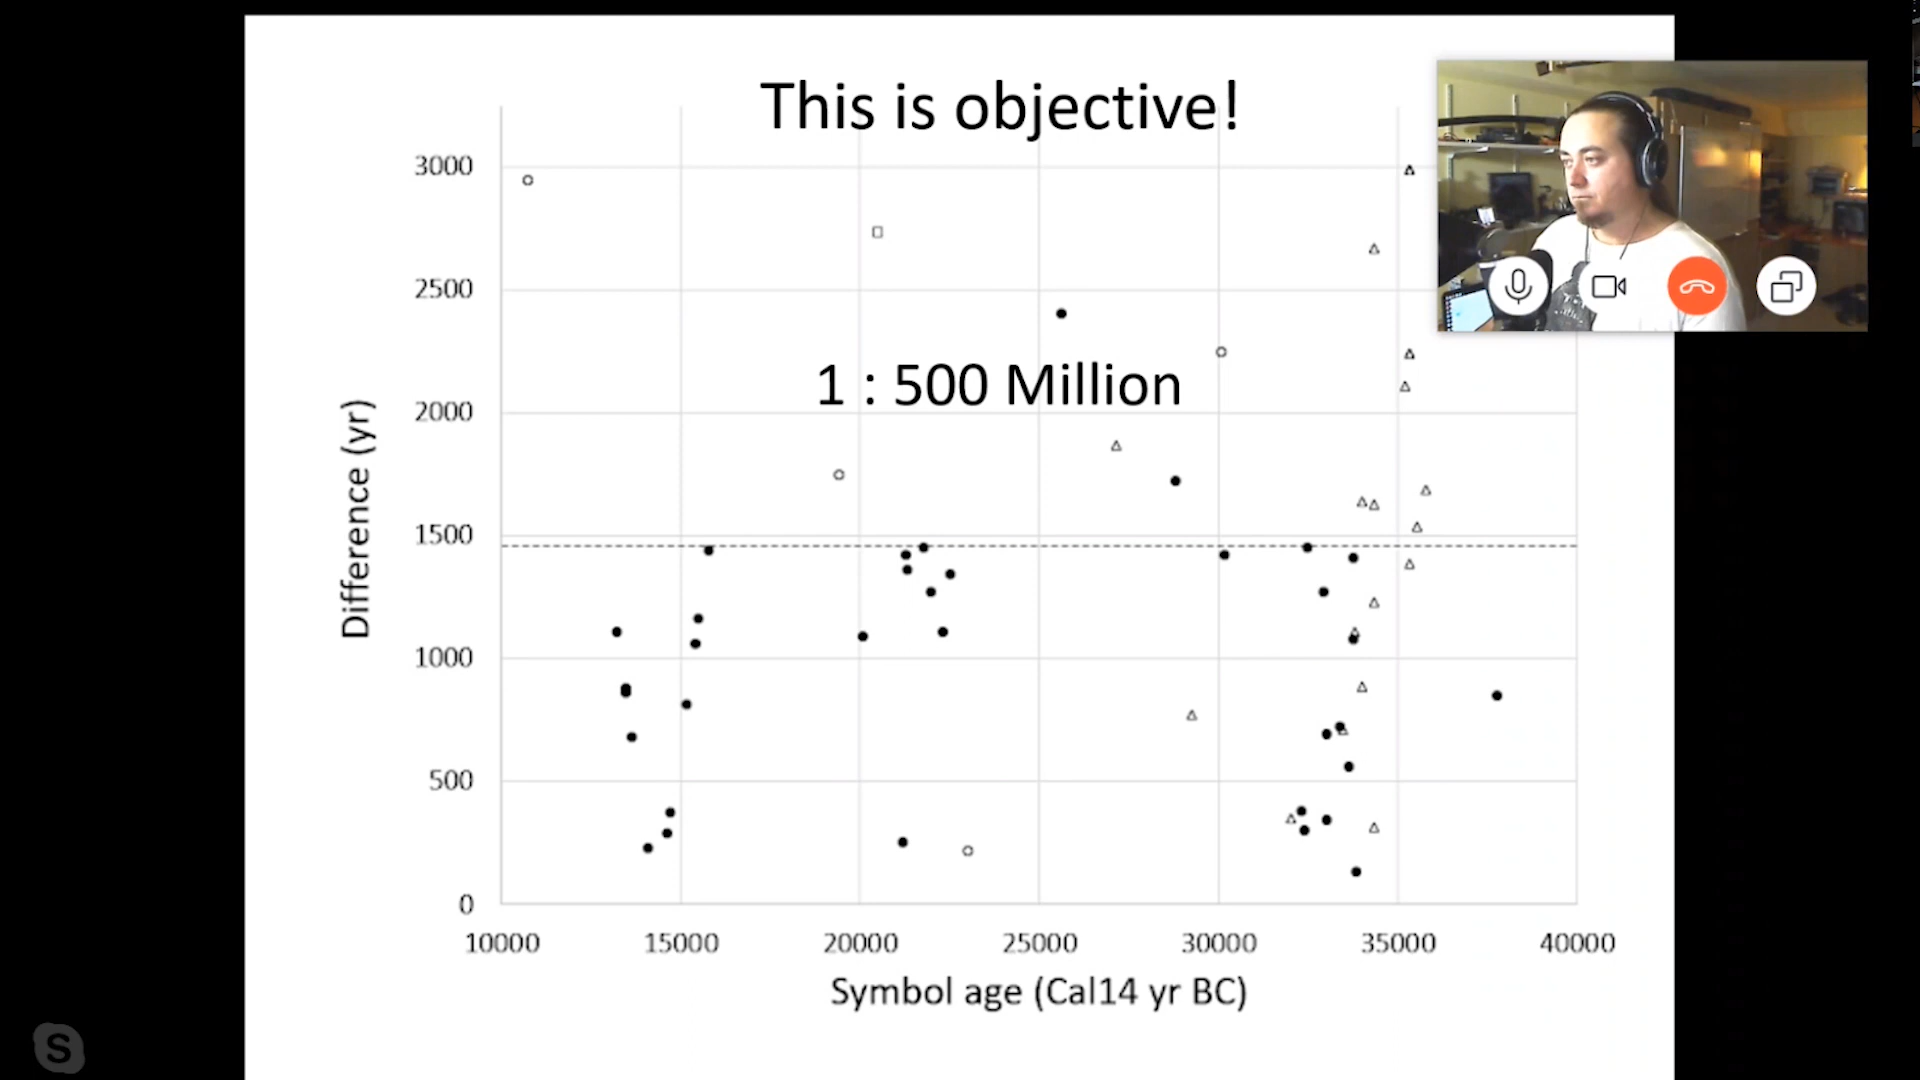 This is objective!
3000
2500
1 : 500 Million
2000
1500
1000
500
0
Difference (yr)
10000 15000 20000 25000 30000 35000 40000
Symbol age (Cal14 yr BC)
S